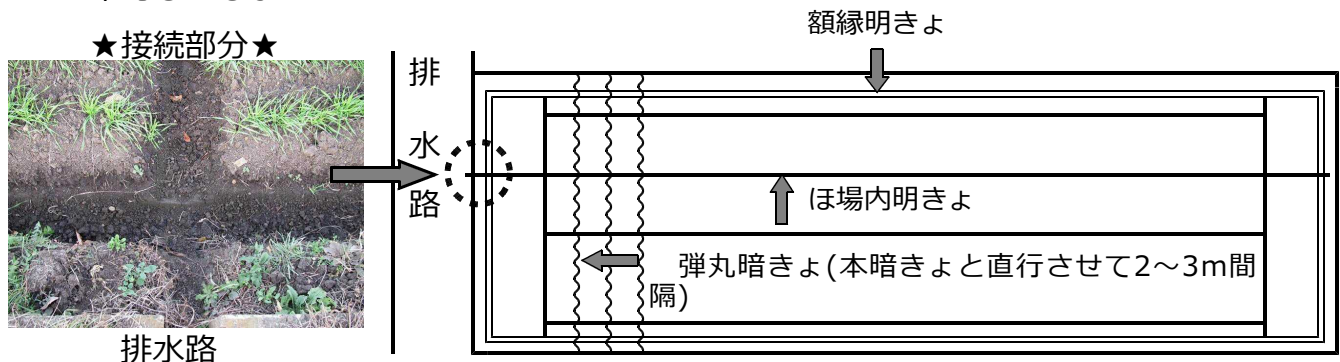 ★接続部分★
排水路
排水路
額縁明きょ
ほ場内明きょ
弾丸暗きょ(本暗きょと直行させて2～3m間
隔)